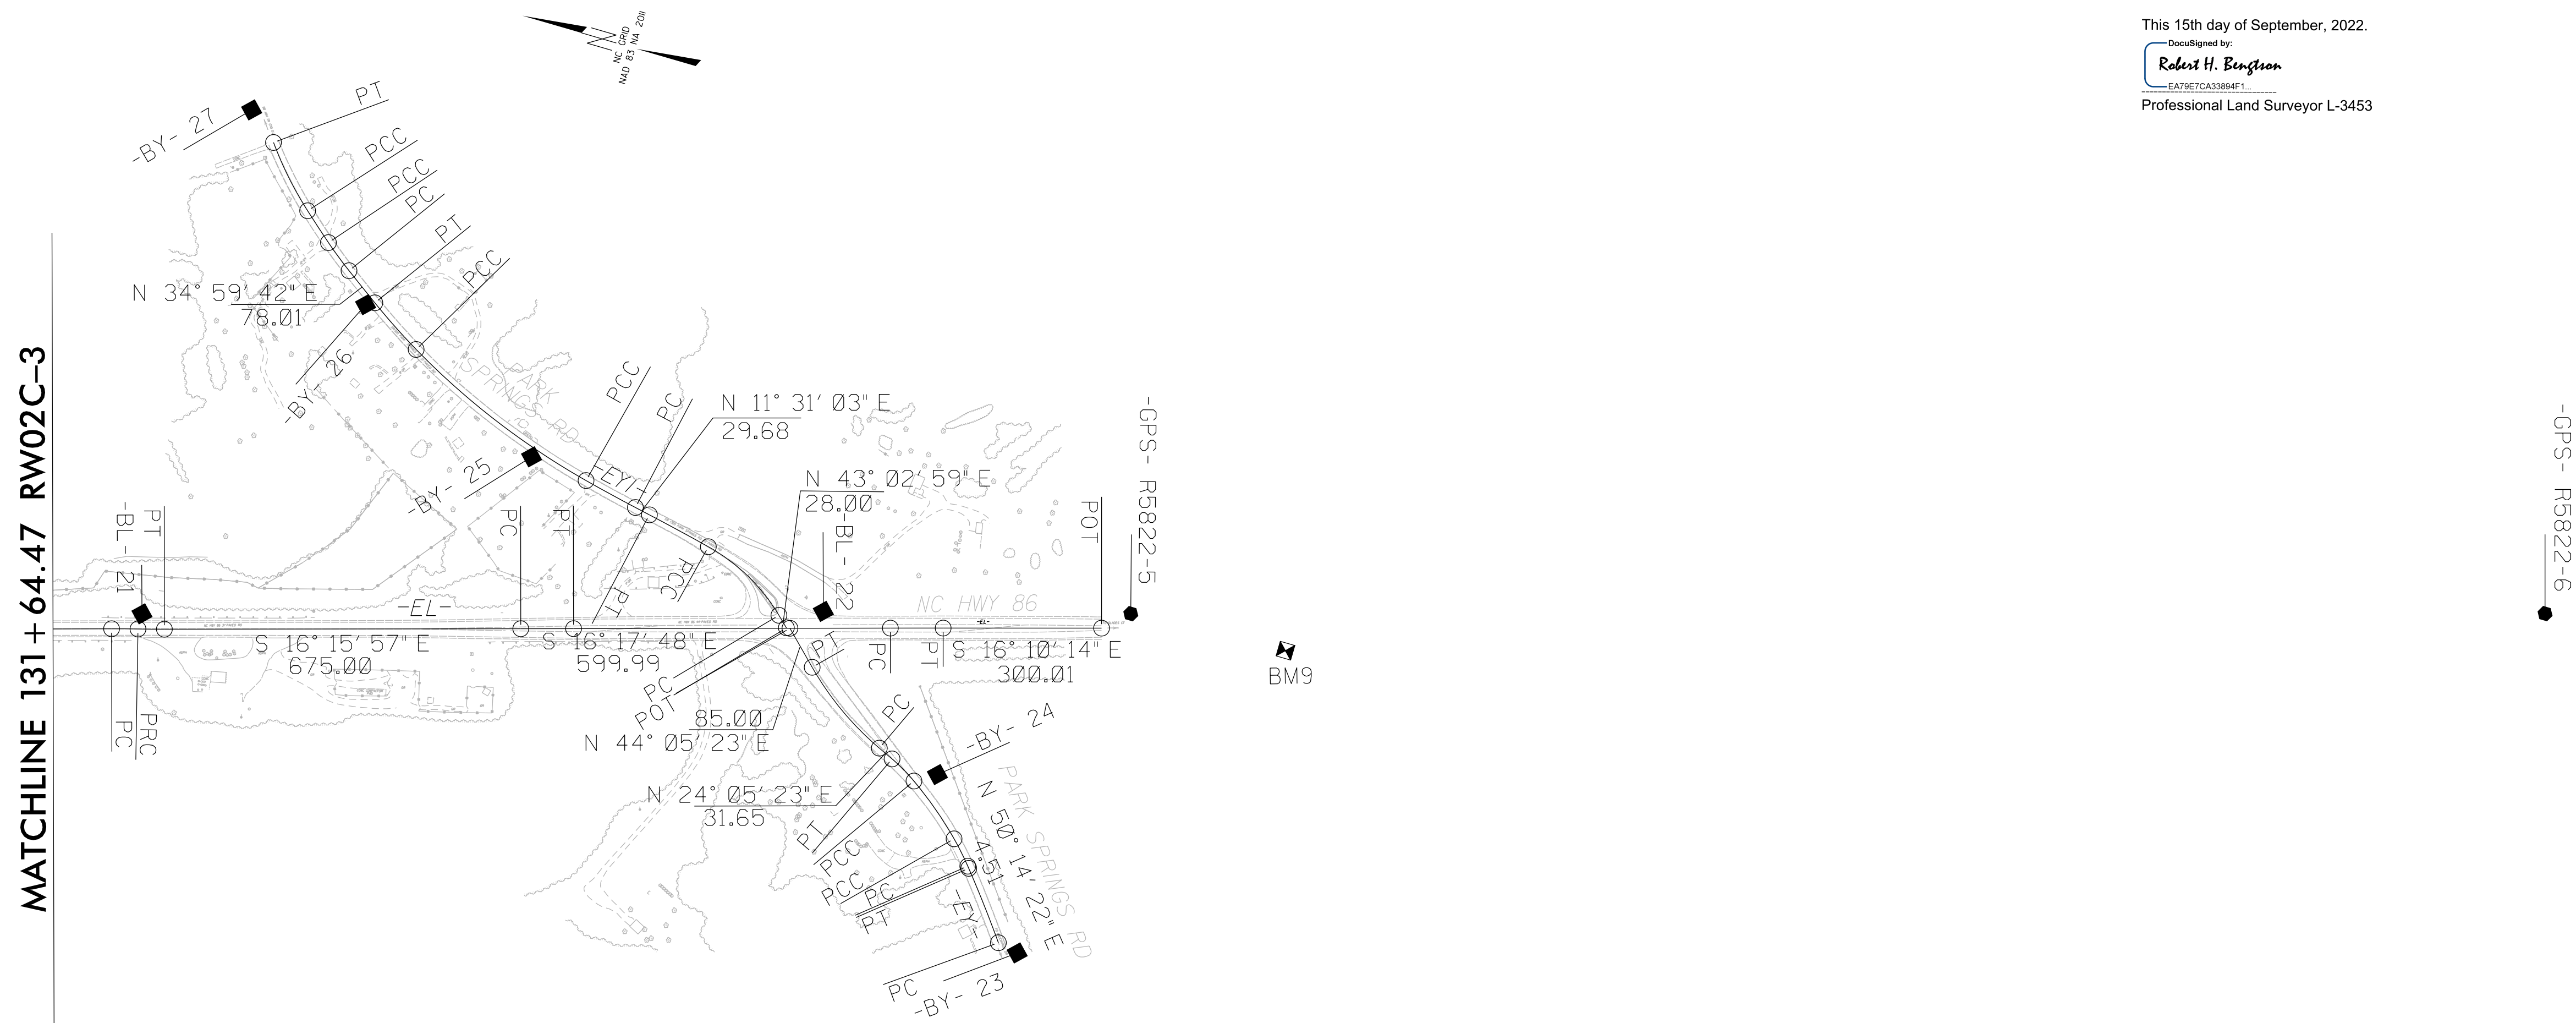 This 15th day of September, 2022.
DocuSigned by:
Robert H. Bengtson
EA79E7CA33894F1...
Professional Land Surveyor L-3453
NC GRID
NAD 83 NA 2011
MATCHLINE 131+64.47 RW02C-3
-BY- 27
PT
PCC
PCC
PC
PT
PCC
N 34° 59' 42" E
78.01
-BY- 26
PARK
SPRINGS RD
PCC
PC
N 11° 31' 03" E
29.68
-BY- 25
-EY1-
N 43° 02' 59" E
28.00
-BL- 21
PT
PC
PT
PT
PCC
-BL- 22
POT
-GPS- R5822-5
-GPS- R5822-6
-EL-
NC HWY 86
-EL-
S 16° 15' 57" E
675.00
S 16° 17' 48" E
599.99
PT
PC
PT
S 16° 10' 14" E
300.01
BM9
PC
PRC
PC
POT
85.00
N 44° 05' 23" E
PC
-BY- 24
N 24° 05' 23" E
31.65
PT
PCC
PCC
PC
PT
4.51
N 50° 14' 22" E
PARK SPRINGS RD
-EY-
PC
-BY- 23